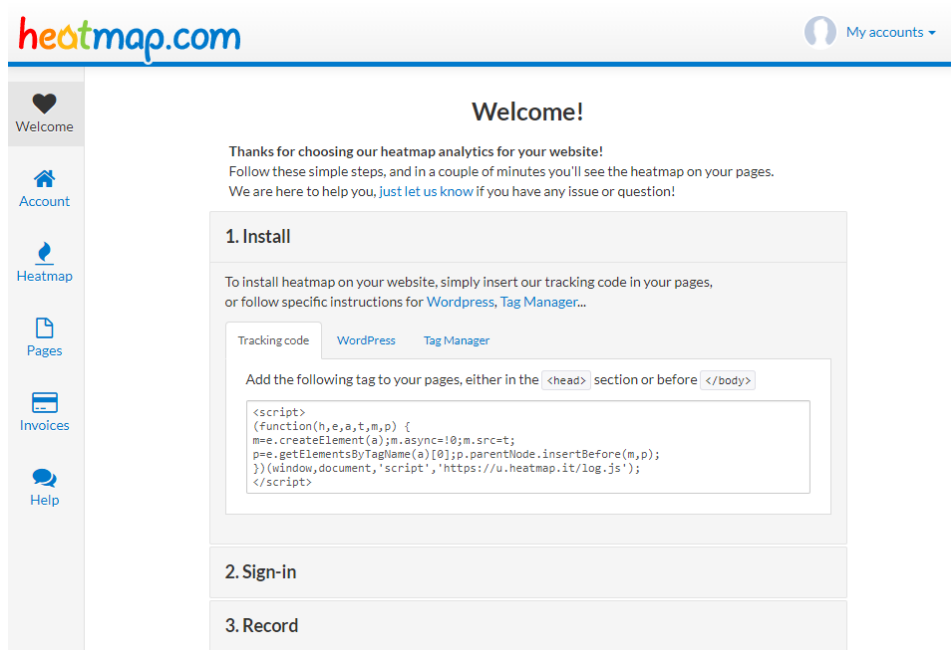 heatmap.com
My accounts
Welcome
Account
Heatmap
Pages
Invoices
Help
Welcome!
Thanks for choosing our heatmap analytics for your website!
Follow these simple steps, and in a couple of minutes you'll see the heatmap on your pages.
We are here to help you, just let us know if you have any issue or question!
1. Install
To install heatmap on your website, simply insert our tracking code in your pages,
or follow specific instructions for Wordpress, Tag Manager...
Tracking code WordPress Tag Manager
Add the following tag to your pages, either in the <head> section or before </body>
<script>
(function(h,e,a,t,m,p) {
m=e.createElement(a);m.async=!0;m.src=t;
p=e.getElementsByTagName(a)[0];p.parentNode.insertBefore(m,p);
})(window,document,'script','https://u.heatmap.it/log.js');
</script>
2. Sign-in
3. Record